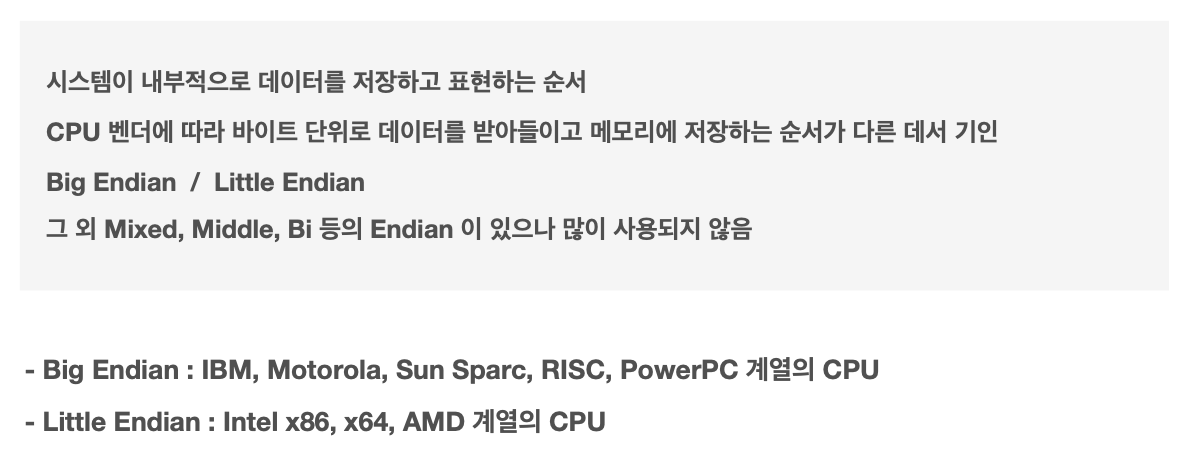 시스템이 내부적으로 데이터를 저장하고 표현하는 순서
CPU 벤더에 따라 바이트 단위로 데이터를 받아들이고 메모리에 저장하는 순서가 다른 데서 기인
Big Endian / Little Endian
그 외 Mixed, Middle, Bi 등의 Endian 이 있으나 많이 사용되지 않음
- Big Endian : IBM, Motorola, Sun Sparc, RISC, PowerPC 계열의 CPU
- Little Endian : Intel x86, x64, AMD 계열의 CPU